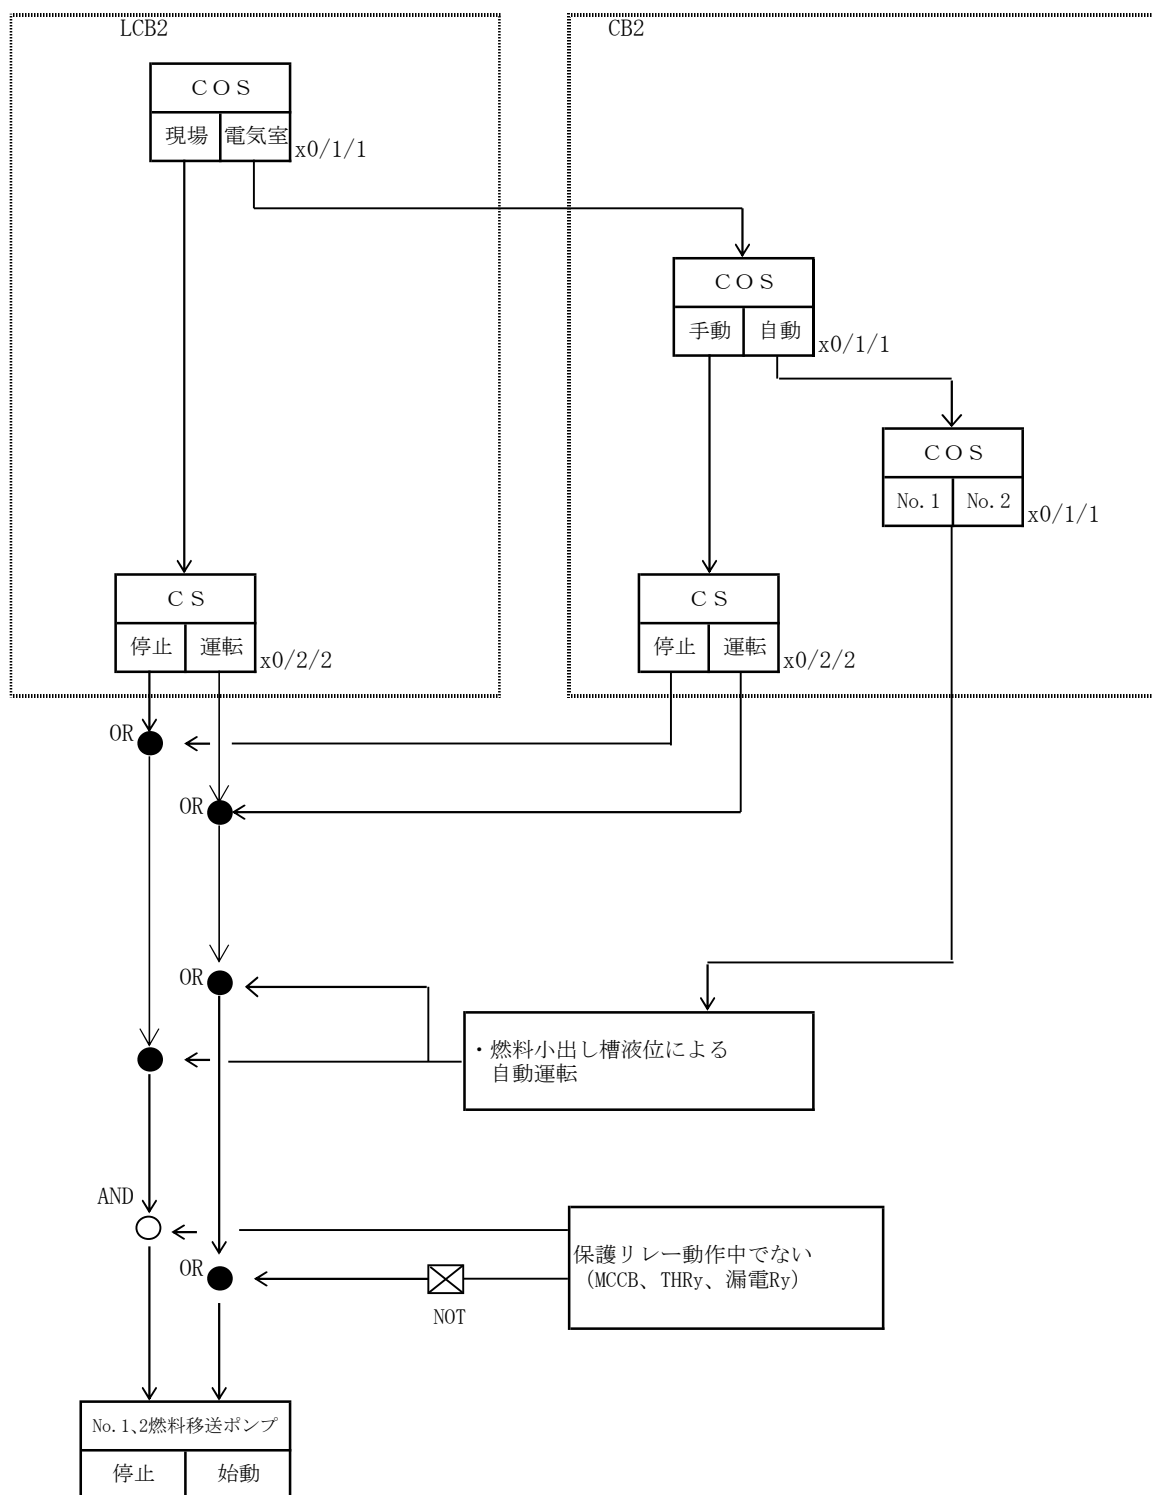 LCB2
CB2
ＣＯＳ
現場
電気室
x0/1/1
ＣＯＳ
手動
自動
x0/1/1
ＣＯＳ
No.1
No.2
x0/1/1
ＣＳ
停止
運転
x0/2/2
ＣＳ
停止
運転
x0/2/2
OR
OR
OR
・燃料小出し槽液位による
自動運転
AND
OR
NOT
保護リレー動作中でない
（MCCB、THRy、漏電Ry）
No.1､2燃料移送ポンプ
停止
始動